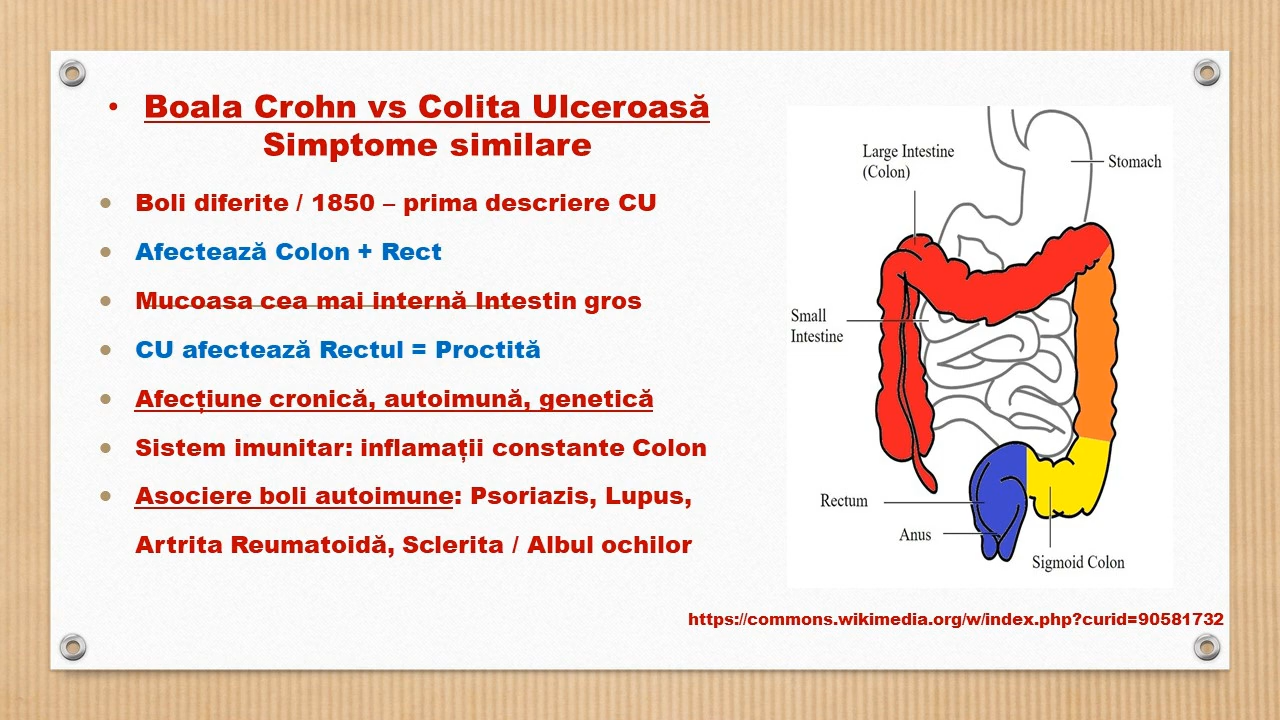 • Boala Crohn vs Colita Ulceroasă
Simptome similare
• Boli diferite / 1850 – prima descriere CU
• Afectează Colon + Rect
• Mucoasa cea mai internă Intestin gros
• CU afectează Rectul = Proctită
• Afecțiune cronică, autoimună, genetică
• Sistem imunitar: inflamații constante Colon
• Asociere boli autoimune: Psoriazis, Lupus,
Artrita Reumatoidă, Sclerita / Albul ochilor
Large Intestine
(Colon)
Stomach
Small
Intestine
Rectum
Anus
Sigmoid Colon
https://commons.wikimedia.org/w/index.php?curid=90581732